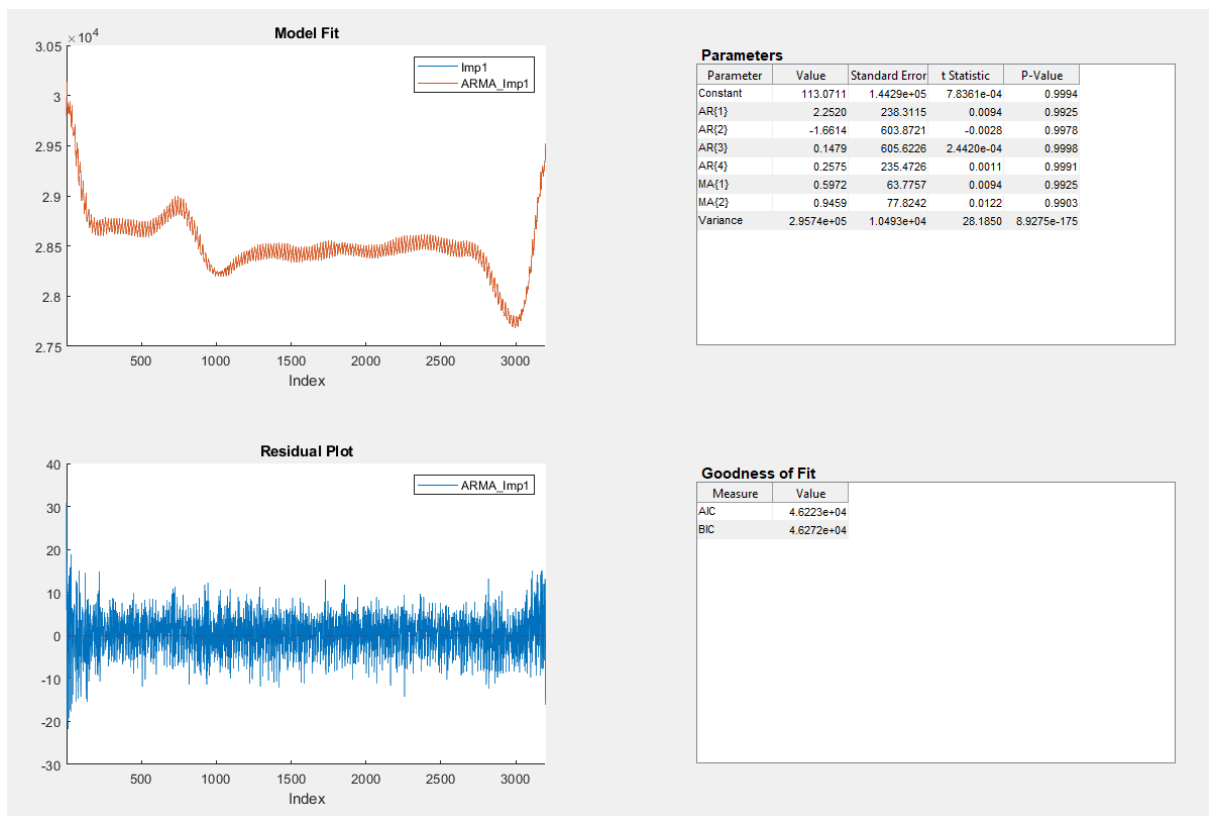 Model Fit
× 10⁴
3.05
3
2.95
2.9
2.85
2.8
2.75
500 1000 1500 2000 2500 3000
Index
Imp1
ARMA_Imp1
Parameters
Parameter Value Standard Error t Statistic P-Value
Constant 113.0711 1.4429e+05 7.8361e-04 0.9994
AR{1} 2.2520 238.3115 0.0094 0.9925
AR{2} -1.6614 603.8721 -0.0028 0.9978
AR{3} 0.1479 605.6226 2.4420e-04 0.9998
AR{4} 0.2575 235.4726 0.0011 0.9991
MA{1} 0.5972 63.7757 0.0094 0.9925
MA{2} 0.9459 77.8242 0.0122 0.9903
Variance 2.9574e+05 1.0493e+04 28.1850 8.9275e-175
Residual Plot
40
30
20
10
0
-10
-20
-30
500 1000 1500 2000 2500 3000
Index
ARMA_Imp1
Goodness of Fit
Measure Value
AIC 4.6223e+04
BIC 4.6272e+04